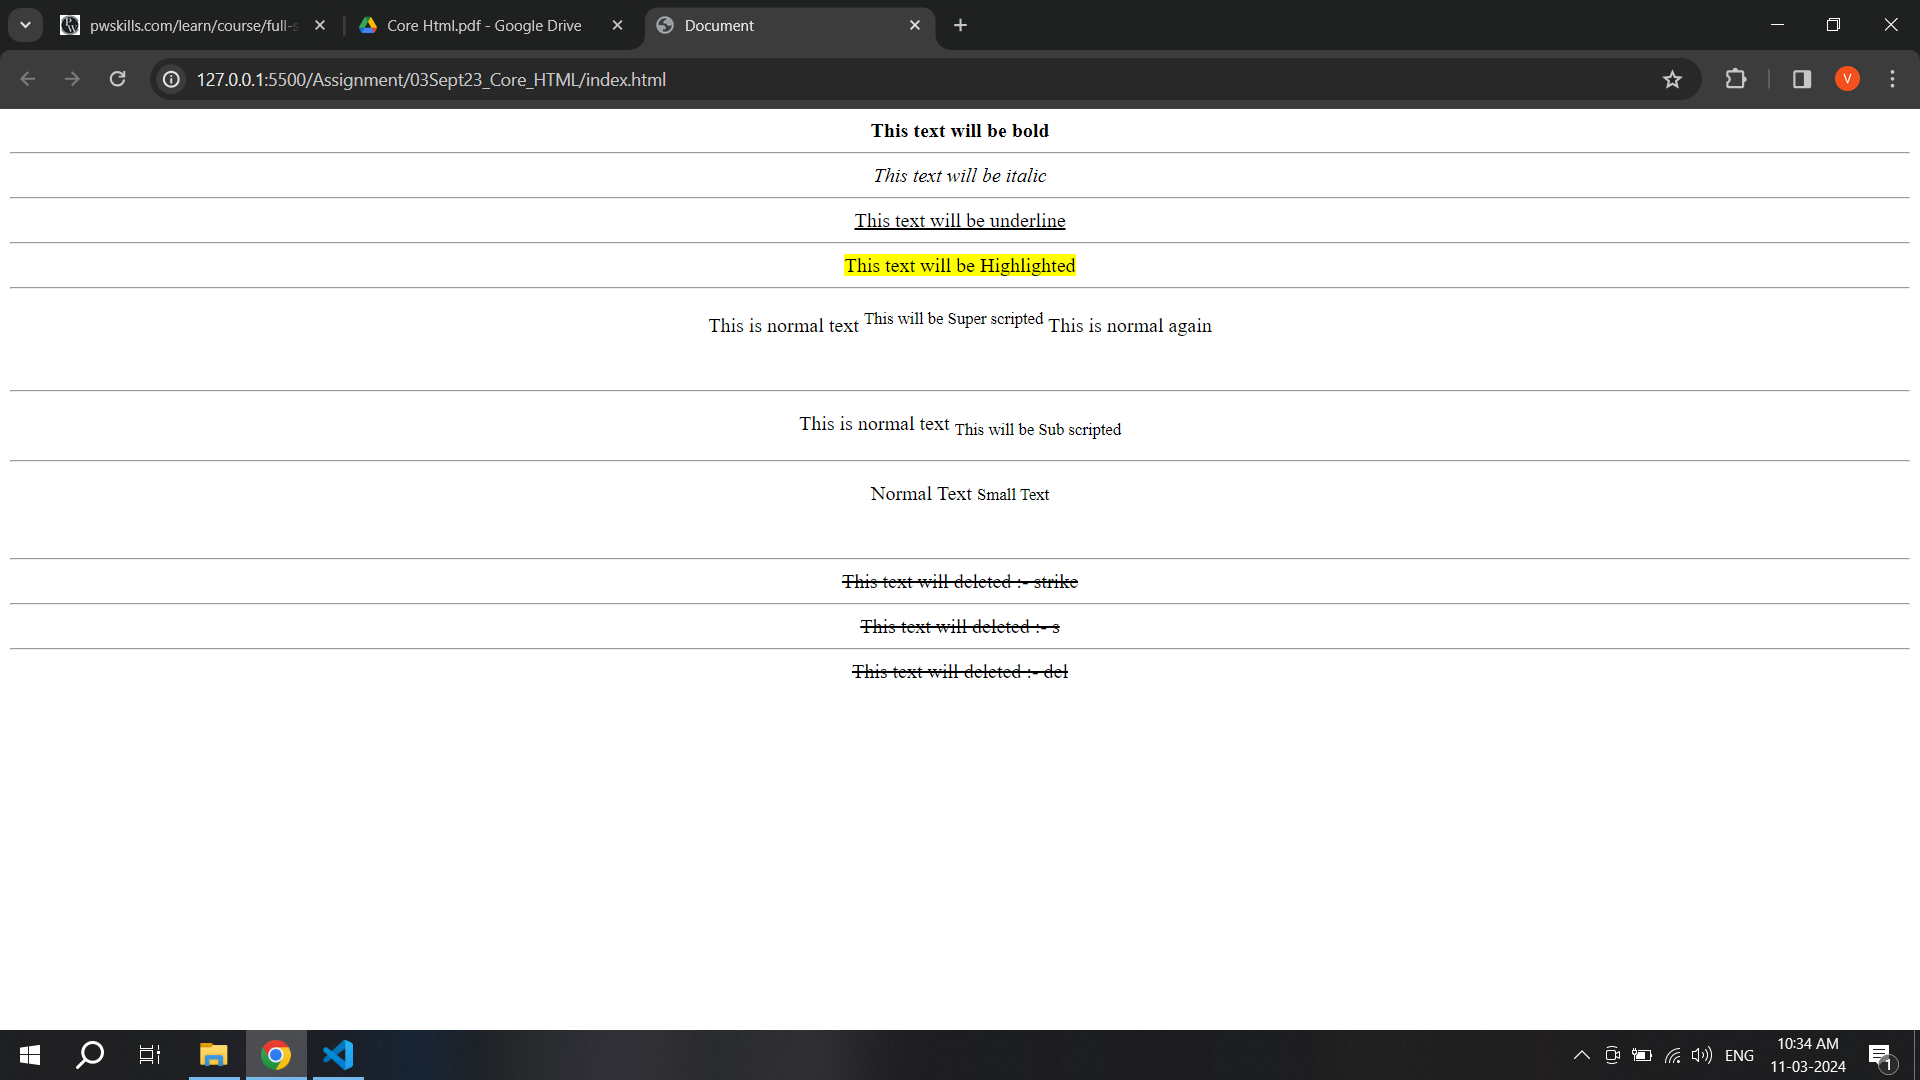 pwskills.com/learn/course/full-s
Core Html.pdf - Google Drive
Document
127.0.0.1:5500/Assignment/03Sept23_Core_HTML/index.html
V
This text will be bold
This text will be italic
This text will be underline
This text will be Highlighted
This is normal text This will be Super scripted This is normal again
This is normal text This will be Sub scripted
Normal Text Small Text
This text will deleted :- strike
This text will deleted :- s
This text will deleted :- del
ENG
10:34 AM
11-03-2024
1